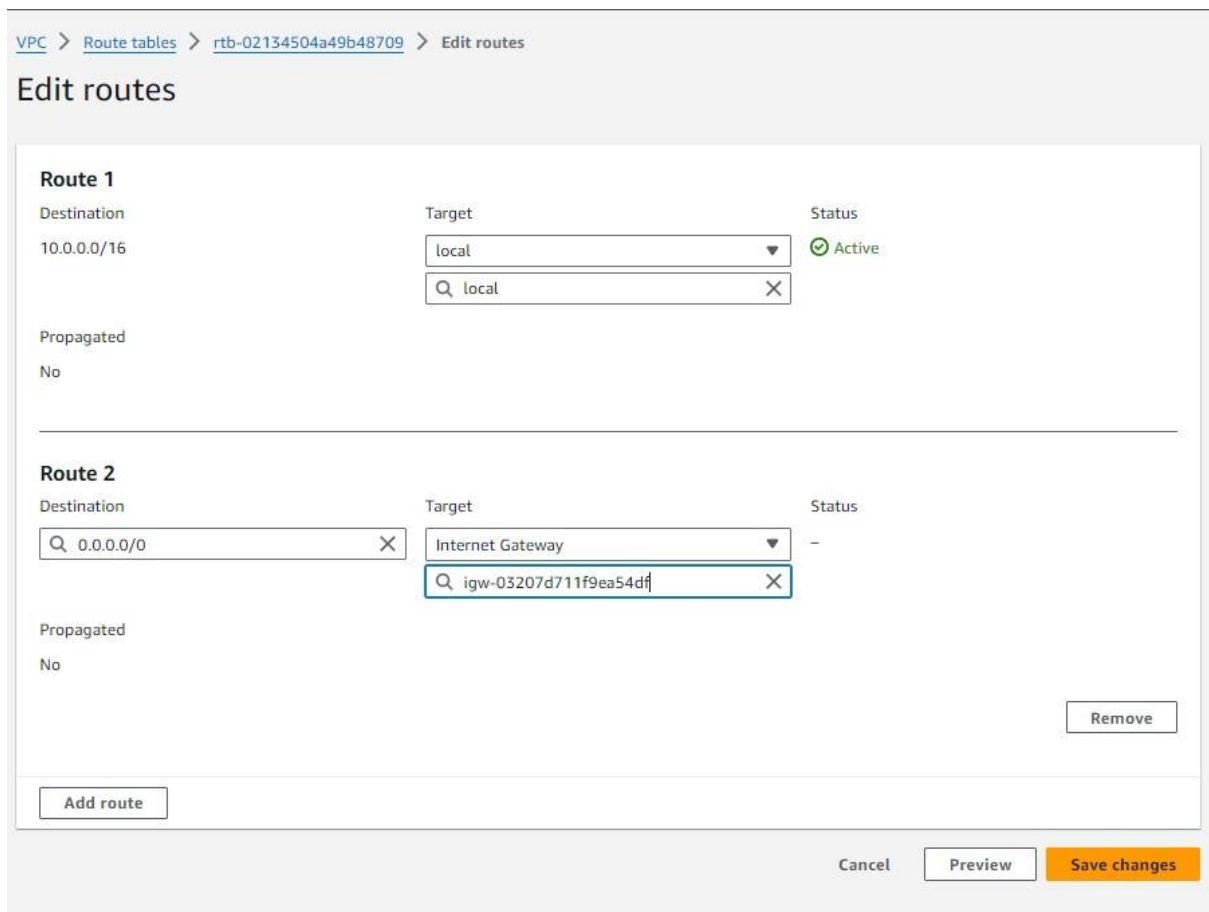 VPC > Route tables > rtb-02134504a49b48709 > Edit routes
Edit routes
Route 1
Destination Target Status
10.0.0.0/16 local Active
local
Propagated
No
Route 2
Destination Target Status
0.0.0.0/0 Internet Gateway –
igw-03207d711f9ea54df
Propagated
No
Remove
Add route
Cancel Preview Save changes